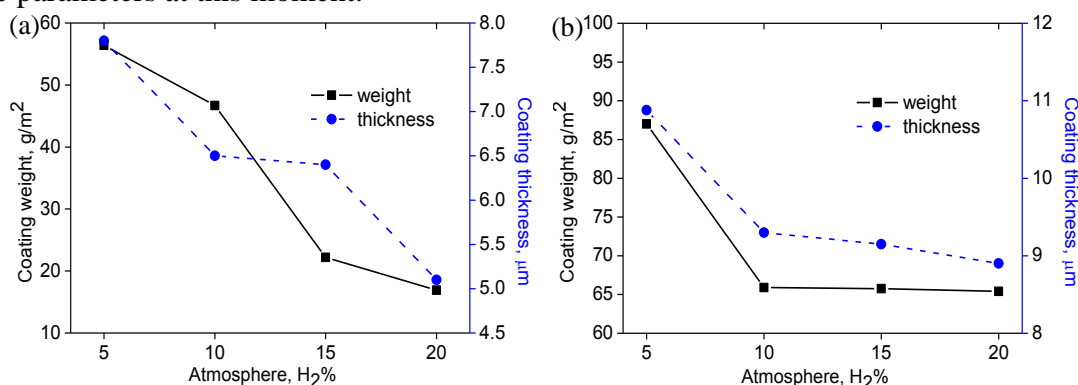 parameters at this moment.
(a)
60
50
40
30
20
10
Coating weight, g/m²
8.0
7.5
7.0
6.5
6.0
5.5
5.0
4.5
Coating thickness, μm
weight
thickness
5 10 15 20
Atmosphere, H₂%
(b)
100
95
90
85
80
75
70
65
60
Coating weight, g/m²
12
11
10
9
8
Coating thickness, μm
weight
thickness
5 10 15 20
Atmosphere, H₂%